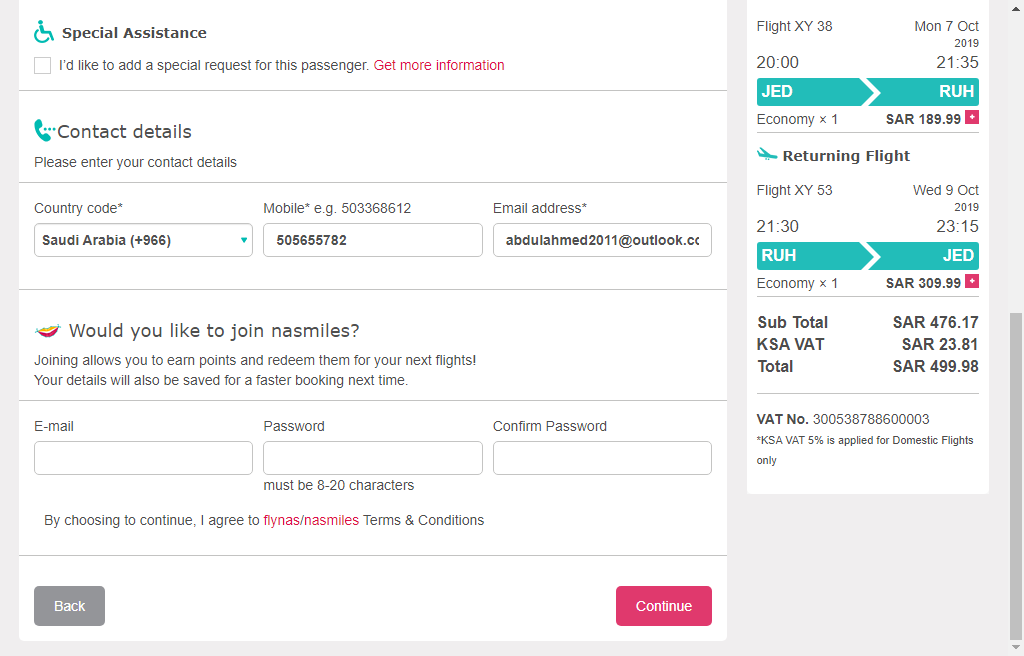 Special Assistance
I'd like to add a special request for this passenger. Get more information
Contact details
Please enter your contact details
Country code*
Mobile* e.g. 503368612
Email address*
Saudi Arabia (+966)
505655782
abdulahmed2011@outlook.cc
Would you like to join nasmiles?
Joining allows you to earn points and redeem them for your next flights!
Your details will also be saved for a faster booking next time.
E-mail
Password
Confirm Password
must be 8-20 characters
By choosing to continue, I agree to flynas/nasmiles Terms & Conditions
Back
Continue
Flight XY 38
Mon 7 Oct
2019
20:00
21:35
JED
RUH
Economy × 1
SAR 189.99 +
Returning Flight
Flight XY 53
Wed 9 Oct
2019
21:30
23:15
RUH
JED
Economy × 1
SAR 309.99 +
Sub Total
SAR 476.17
KSA VAT
SAR 23.81
Total
SAR 499.98
VAT No. 300538788600003
*KSA VAT 5% is applied for Domestic Flights
only